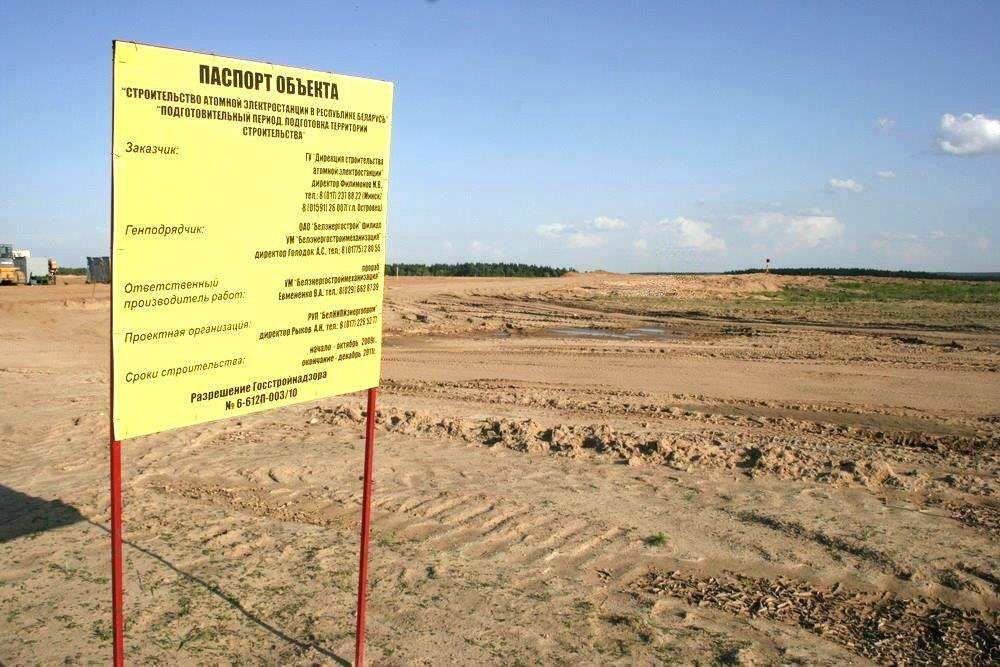 ПАСПОРТ ОБЪЕКТА
"СТРОИТЕЛЬСТВО АТОМНОЙ ЭЛЕКТРОСТАНЦИИ В РЕСПУБЛИКЕ БЕЛАРУСЬ"
"ПОДГОТОВИТЕЛЬНЫЙ ПЕРИОД. ПОДГОТОВКА ТЕРРИТОРИИ
СТРОИТЕЛЬСТВА"
Заказчик:
ГУ "Дирекция строительства
атомной электростанции"
директор Филимонов М.В.
тел.: 8 (017) 237 88 22 (Минск)
8 (01591) 26 007( г.п. Островец)
Генподрядчик:
ОАО "Белэнергострой" филиал
УМ "Белэнергостроймеханизация"
директор Голодок А.С. тел.: 8 (01775) 2 80 55
Ответственный
производитель работ:
прораб
УМ "Белэнергостроймеханизация"
Евмененко В.А. тел. 8(029) 662 87 39
Проектная организация:
РУП "БелНИПИэнергопром"
директор Рыков А.Н. тел. 8 (017) 226 52 77
Сроки строительства:
начало - октябрь 2009г.
окончание - декабрь 2011г.
Разрешение Госстройнадзора
№ 6-612П-003/10